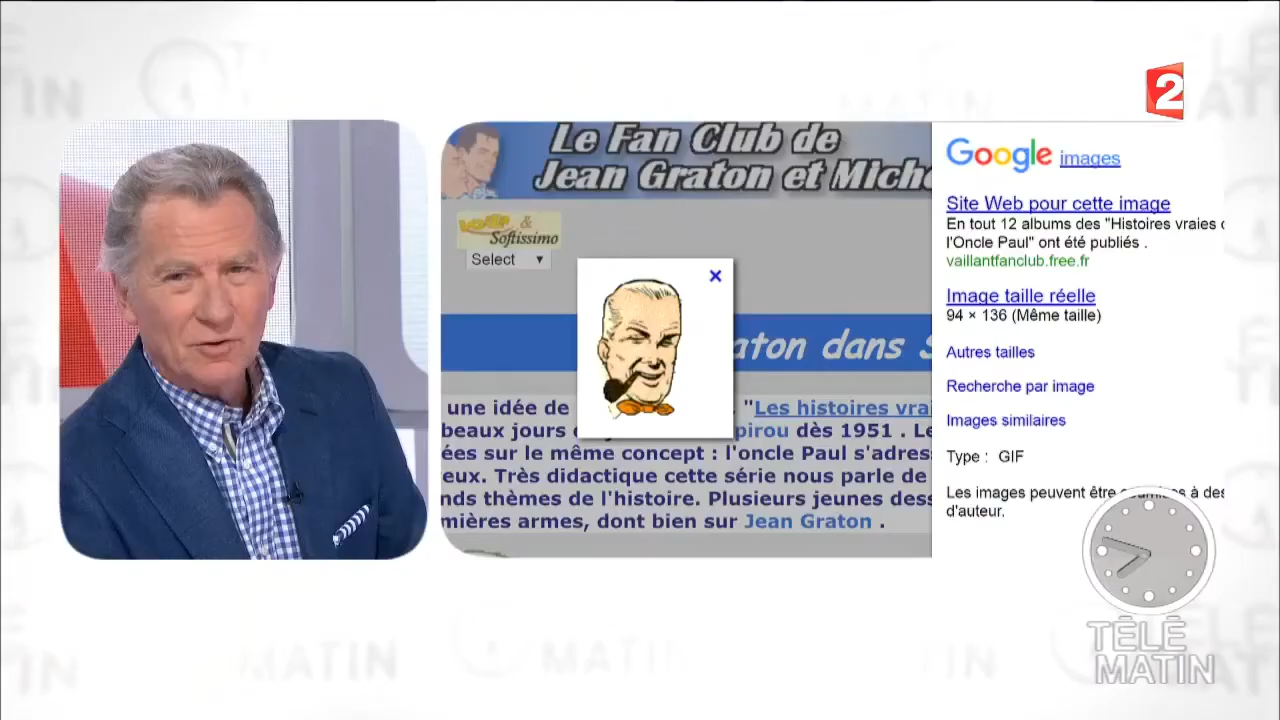 2
Le Fan Club de
Jean Graton et Miche
& Softissimo
Select
×
aton dans S
une idée de
"Les histoires vrai
beaux jours
pirou dès 1951 . Le
ées sur le même concept : l'oncle Paul s'adres
eux. Très didactique cette série nous parle de
nds thèmes de l'histoire. Plusieurs jeunes dess
mières armes, dont bien sur Jean Graton .
Google images
Site Web pour cette image
En tout 12 albums des "Histoires vraies d
l'Oncle Paul" ont été publiés .
vaillantfanclub.free.fr
Image taille réelle
94 × 136 (Même taille)
Autres tailles
Recherche par image
Images similaires
Type : GIF
Les images peuvent être soumises à des
d'auteur.
TÉLÉ
MATIN